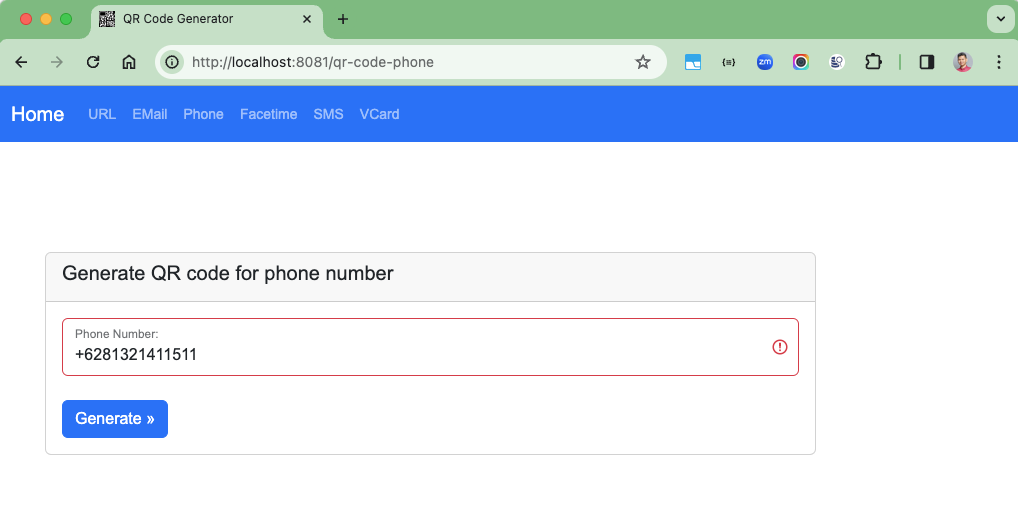 QR Code Generator
http://localhost:8081/qr-code-phone
zm
Home URL EMail Phone Facetime SMS VCard
Generate QR code for phone number
Phone Number:
+6281321411511
Generate »